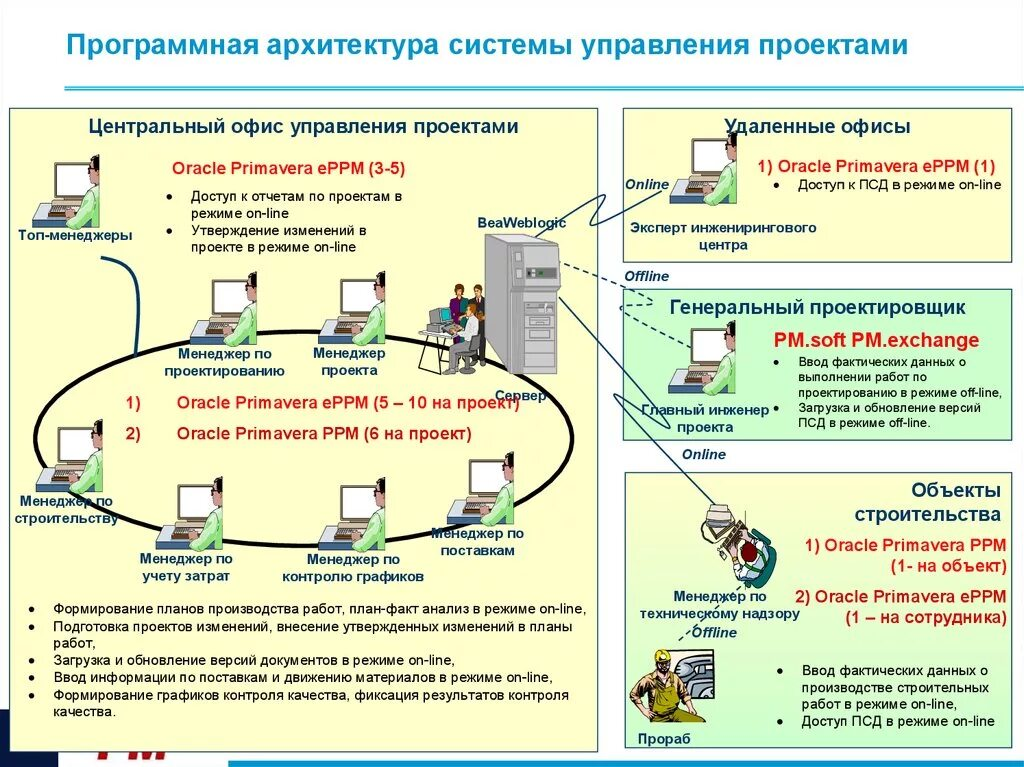 Программная архитектура системы управления проектами
Центральный офис управления проектами
Oracle Primavera ePPM (3-5)
• Доступ к отчетам по проектам в
режиме on-line
• Утверждение изменений в
проекте в режиме on-line
Топ-менеджеры
BeaWeblogic
Менеджер по
проектированию
Менеджер
проекта
Сервер
1) Oracle Primavera ePPM (5 – 10 на проект)
2) Oracle Primavera PPM (6 на проект)
Менеджер по
строительству
Менеджер по
учету затрат
Менеджер по
контролю графиков
Менеджер по
поставкам
• Формирование планов производства работ, план-факт анализ в режиме on-line,
• Подготовка проектов изменений, внесение утвержденных изменений в планы
работ,
• Загрузка и обновление версий документов в режиме on-line,
• Ввод информации по поставкам и движению материалов в режиме on-line,
• Формирование графиков контроля качества, фиксация результатов контроля
качества.
Удаленные офисы
1) Oracle Primavera ePPM (1)
• Доступ к ПСД в режиме on-line
Online
Эксперт инженирингового
центра
Offline
Генеральный проектировщик
PM.soft PM.exchange
• Ввод фактических данных о
выполнении работ по
проектированию в режиме off-line,
• Загрузка и обновление версий
ПСД в режиме off-line.
Главный инженер
проекта
Online
Объекты
строительства
1) Oracle Primavera PPM
(1- на объект)
2) Oracle Primavera ePPM
(1 – на сотрудника)
Менеджер по
техническому надзору
Offline
• Ввод фактических данных о
производстве строительных
работ в режиме on-line,
• Доступ ПСД в режиме on-line
Прораб
PM